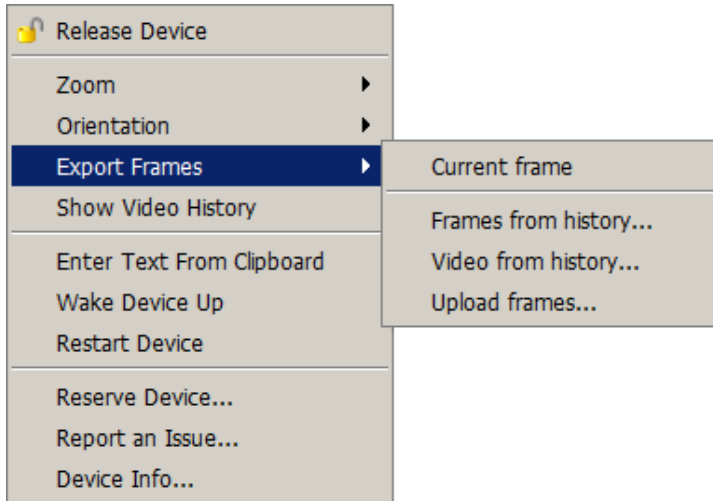 Release Device
Zoom
Orientation
Export Frames
Show Video History
Enter Text From Clipboard
Wake Device Up
Restart Device
Reserve Device...
Report an Issue...
Device Info...
Current frame
Frames from history...
Video from history...
Upload frames...